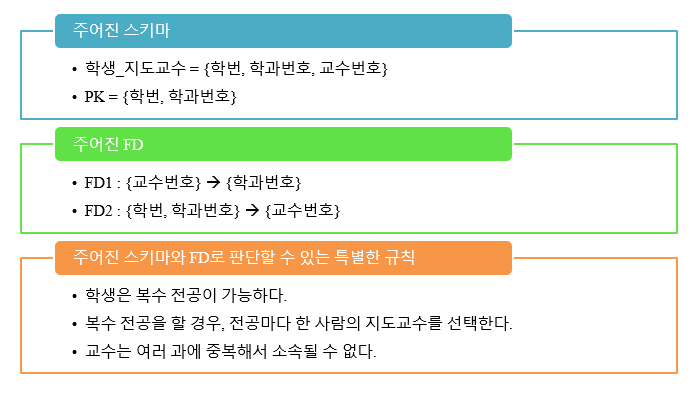 주어진 스키마
• 학생_지도교수 = {학번, 학과번호, 교수번호}
• PK = {학번, 학과번호}
주어진 FD
• FD1 : {교수번호} → {학과번호}
• FD2 : {학번, 학과번호} → {교수번호}
주어진 스키마와 FD로 판단할 수 있는 특별한 규칙
• 학생은 복수 전공이 가능하다.
• 복수 전공을 할 경우, 전공마다 한 사람의 지도교수를 선택한다.
• 교수는 여러 과에 중복해서 소속될 수 없다.